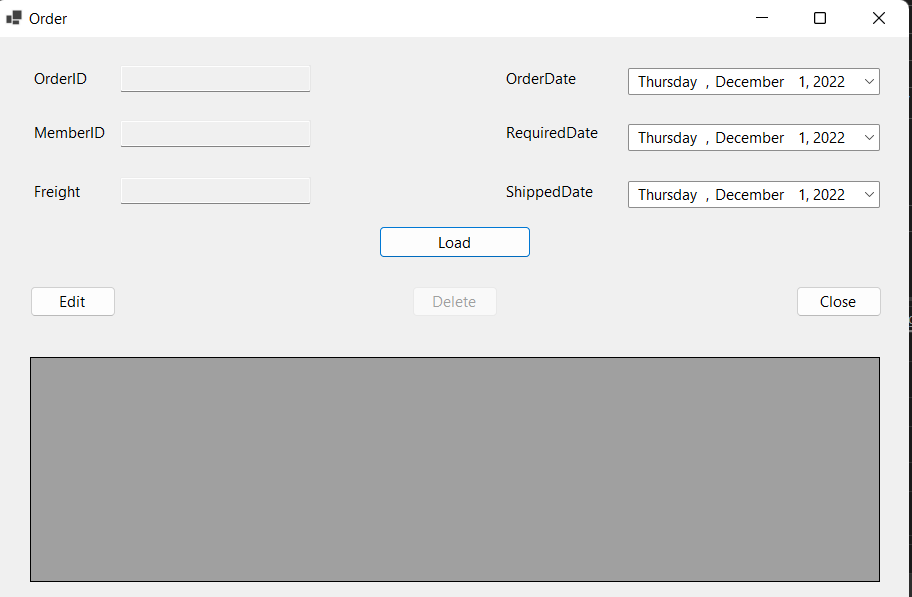 Order
OrderID
OrderDate Thursday , December 1, 2022
MemberID
RequiredDate Thursday , December 1, 2022
Freight
ShippedDate Thursday , December 1, 2022
Load
Edit Delete Close